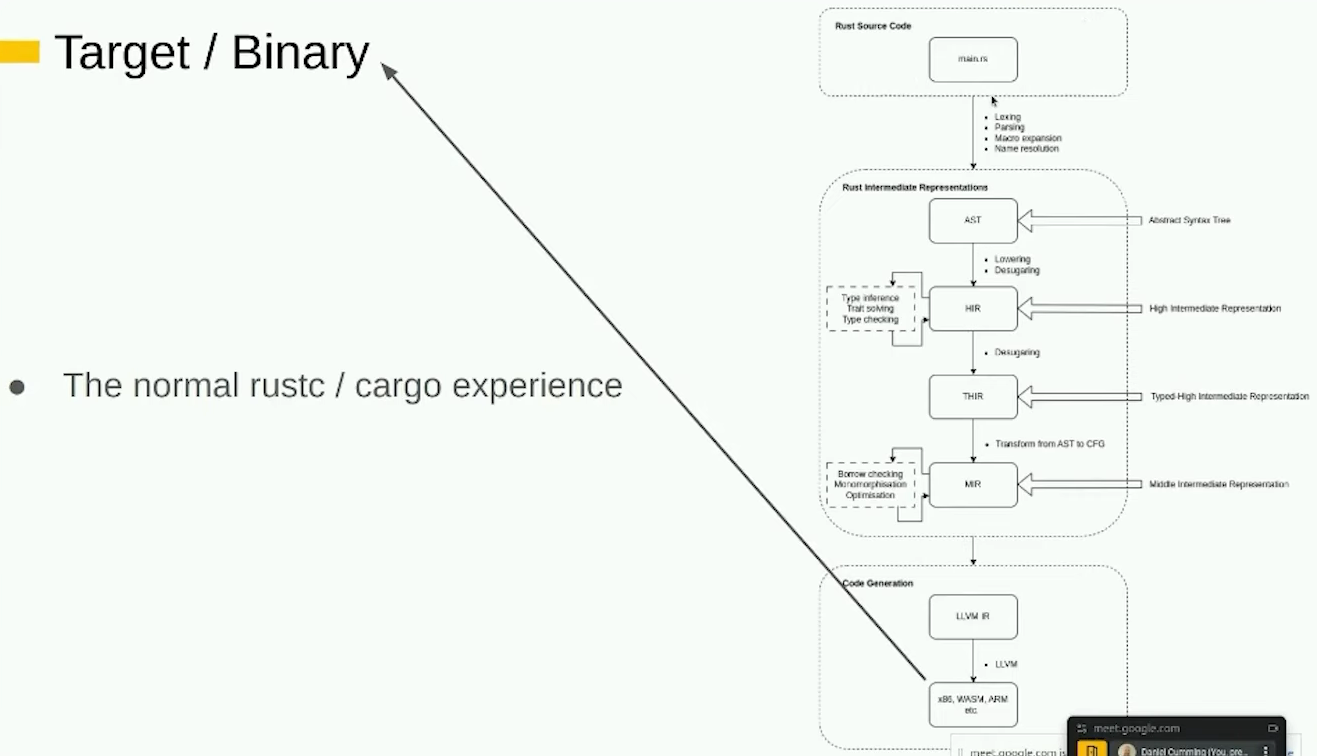 Target / Binary
● The normal rustc / cargo experience
Rust Source Code
main.rs
• Lexing
• Parsing
• Macro expansion
• Name resolution
Rust Intermediate Representations
AST
Abstract Syntax Tree
• Lowering
• Desugaring
Type inference
Trait solving
Type checking
HIR
High Intermediate Representation
• Desugaring
THIR
Typed-High Intermediate Representation
• Transform from AST to CFG
Borrow checking
Monomorphisation
Optimisation
MIR
Middle Intermediate Representation
Code Generation
LLVM IR
• LLVM
x86, WASM, ARM
etc.
meet.google.com
meet.google.com is
Daniel Cumming (You, pre...